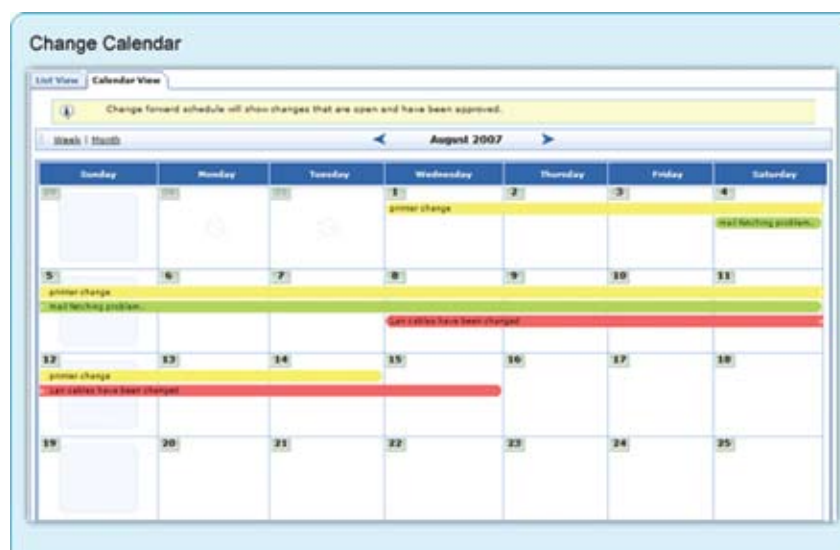 Change Calendar
List View Calendar View
Change forward schedule will show changes that are open and have been approved.
Week | Month August 2007
Sunday Monday Tuesday Wednesday Thursday Friday Saturday
1 2 3 4
printer change
mail fetching problem..
5 6 7 8 9 10 11
printer change
mail fetching problem..
Lan cables have been changed
12 13 14 15 16 17 18
printer change
Lan cables have been changed
19 20 21 22 23 24 25